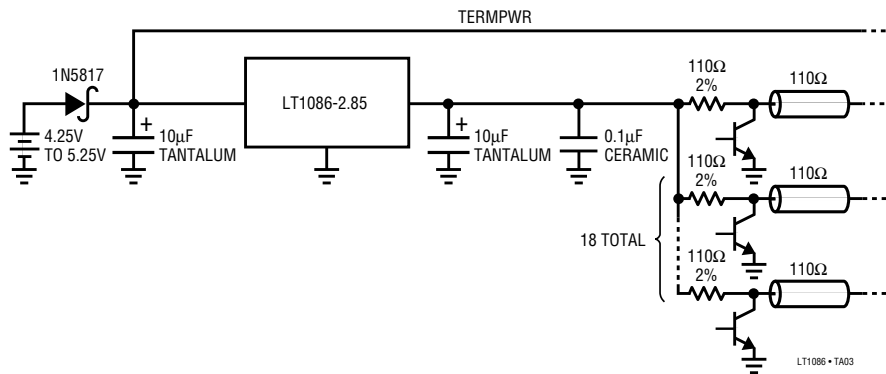 TERMPWR
1N5817
LT1086-2.85
4.25V
TO 5.25V
+
10µF
TANTALUM
+
10µF
TANTALUM
0.1µF
CERAMIC
110Ω
2%
110Ω
110Ω
2%
110Ω
18 TOTAL
110Ω
2%
110Ω
LT1086 • TA03